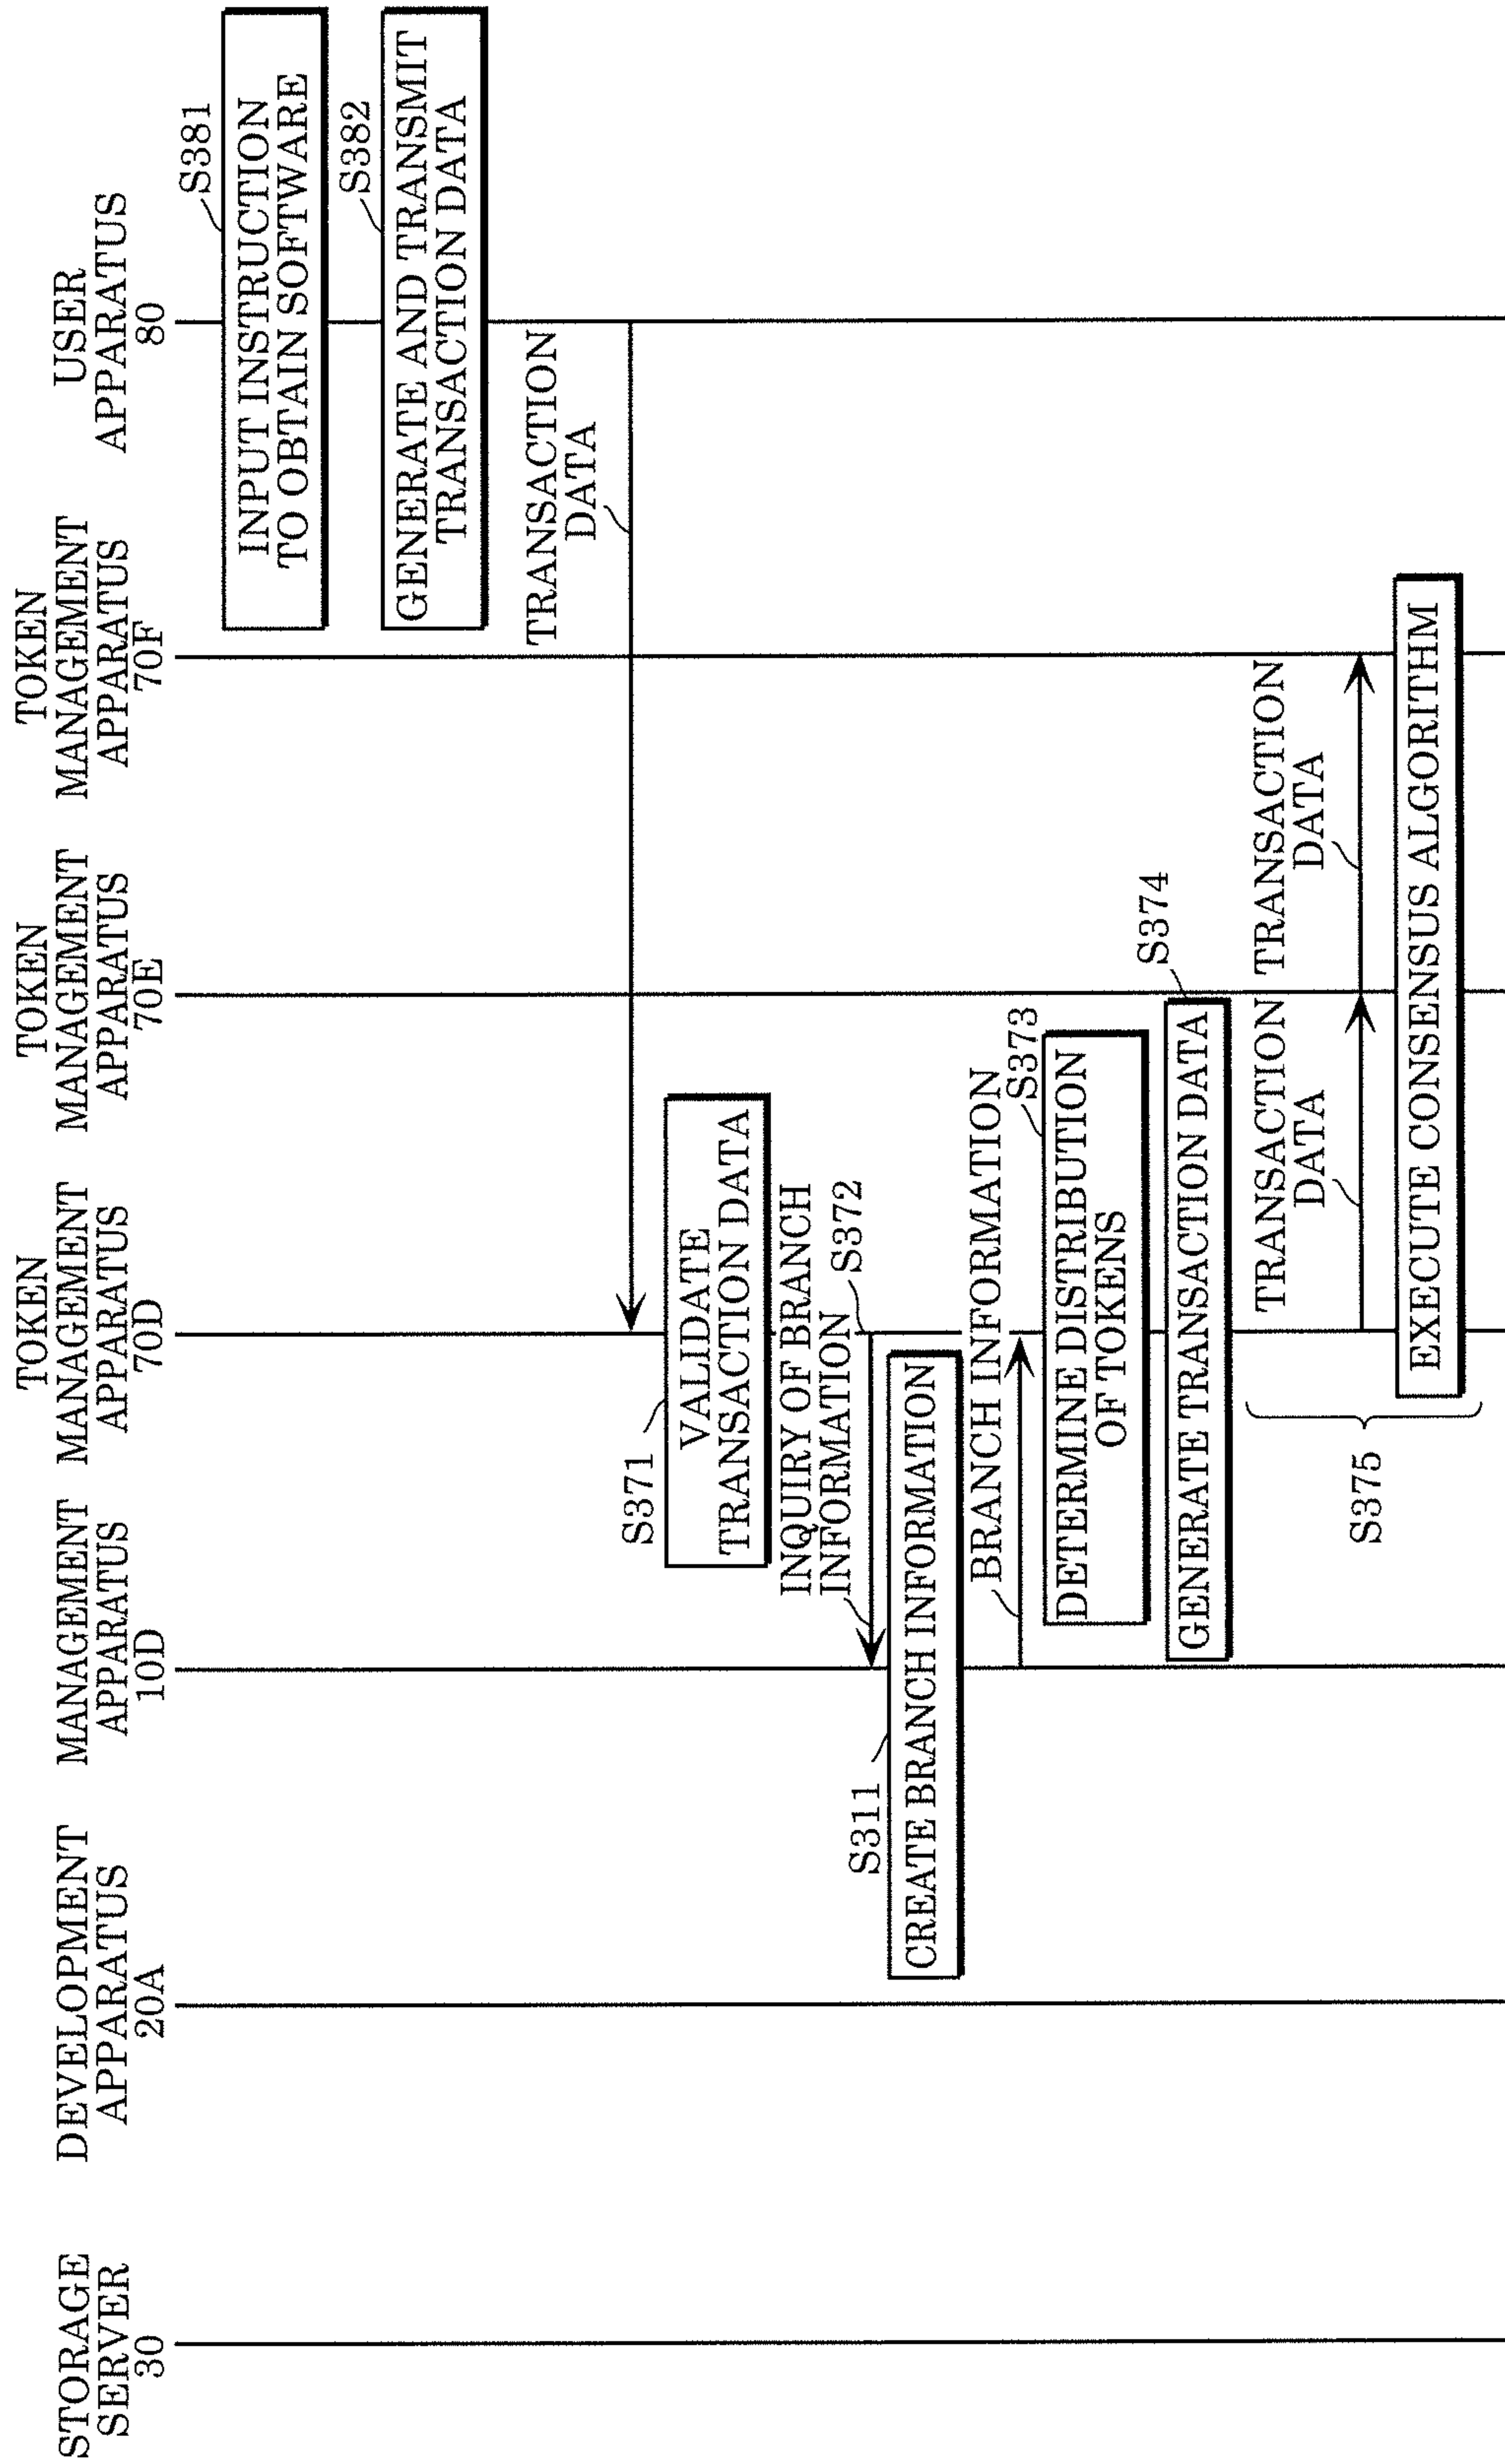 STORAGE
SERVER
30
DEVELOPMENT
APPARATUS
20A
MANAGEMENT
APPARATUS
10D
TOKEN
MANAGEMENT
APPARATUS
70D
TOKEN
MANAGEMENT
APPARATUS
70E
TOKEN
MANAGEMENT
APPARATUS
70F
USER
APPARATUS
80
S381
INPUT INSTRUCTION
TO OBTAIN SOFTWARE
S382
GENERATE AND TRANSMIT
TRANSACTION DATA
TRANSACTION
DATA
S371
VALIDATE
TRANSACTION DATA
INQUIRY OF BRANCH
INFORMATION
S372
S311
CREATE BRANCH INFORMATION
BRANCH INFORMATION
S373
DETERMINE DISTRIBUTION
OF TOKENS
S374
GENERATE TRANSACTION DATA
TRANSACTION
DATA
TRANSACTION
DATA
S375
EXECUTE CONSENSUS ALGORITHM